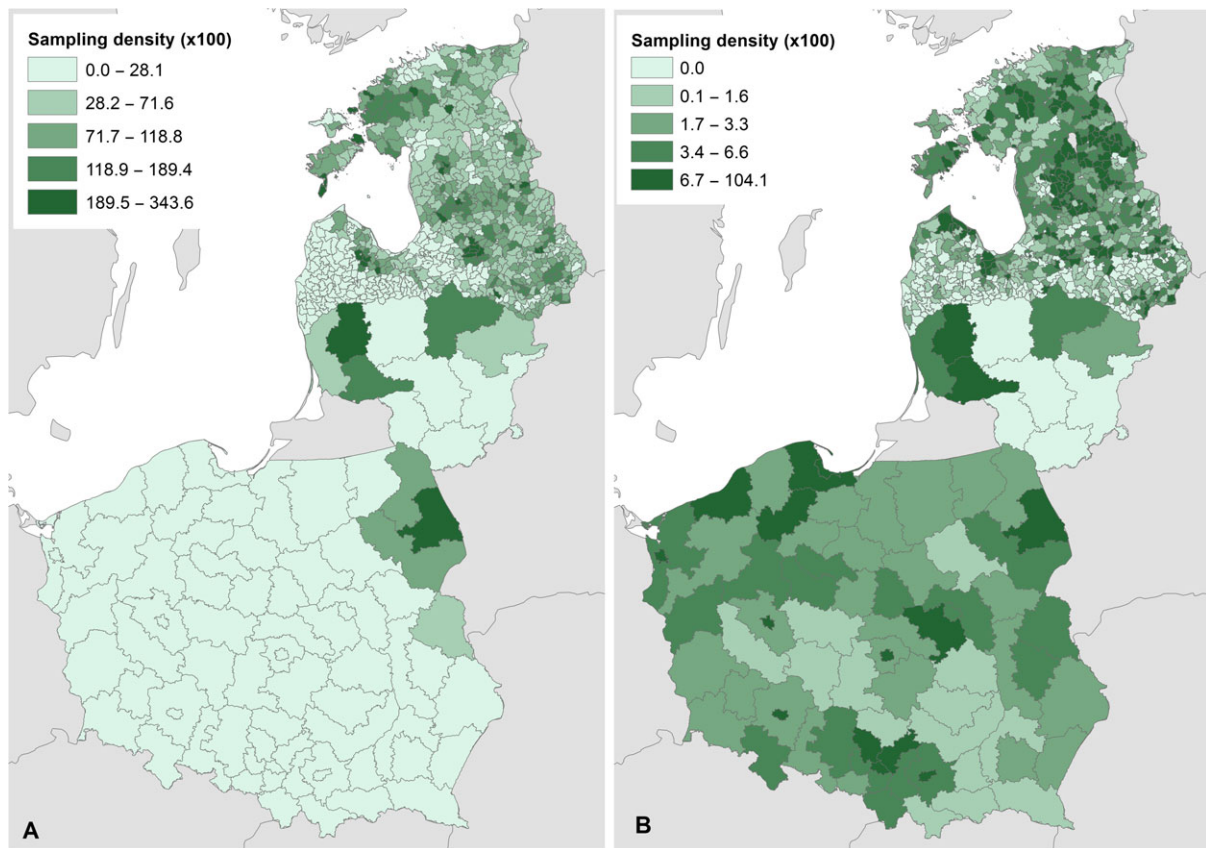 Sampling density (x100)
0.0 – 28.1
28.2 – 71.6
71.7 – 118.8
118.9 – 189.4
189.5 – 343.6
A
Sampling density (x100)
0.0
0.1 – 1.6
1.7 – 3.3
3.4 – 6.6
6.7 – 104.1
B